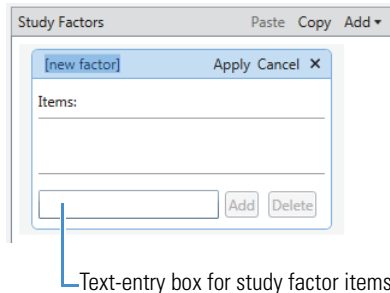 Study Factors Paste Copy Add
[new factor] Apply Cancel X
Items:
Add Delete
Text-entry box for study factor items